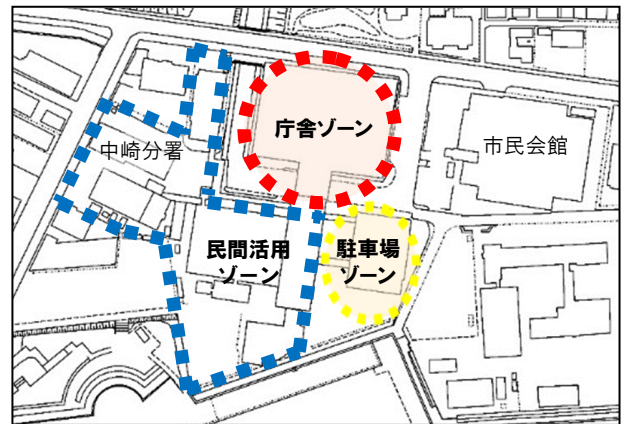 庁舎ゾーン
中崎分署
市民会館
民間活用
ゾーン
駐車場
ゾーン